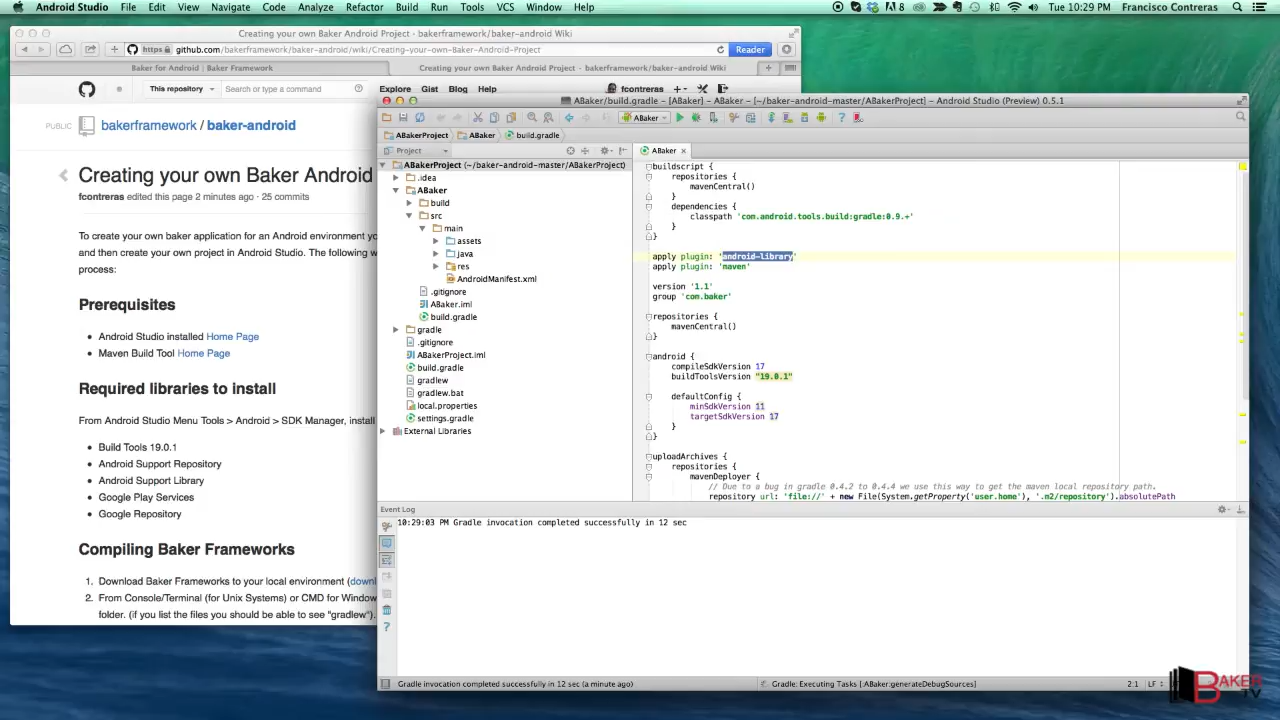 Android Studio File Edit View Navigate Code Analyze Refactor Build Run Tools VCS Window Help
8 Tue 10:29 PM Francisco Contreras
Creating your own Baker Android Project · bakerframework/baker-android Wiki
https github.com/bakerframework/baker-android/wiki/Creating-your-own-Baker-Android-Project Reader
Baker for Android | Baker Framework
Creating your own Baker Android Project · bakerframework/baker-android Wiki
This repository Search or type a command
Explore Gist Blog Help fcontreras
PUBLIC bakerframework / baker-android
Creating your own Baker Android
fcontreras edited this page 2 minutes ago · 25 commits
To create your own baker application for an Android environment yo
and then create your own project in Android Studio. The following w
process:
Prerequisites
Android Studio installed Home Page
Maven Build Tool Home Page
Required libraries to install
From Android Studio Menu Tools > Android > SDK Manager, install
Build Tools 19.0.1
Android Support Repository
Android Support Library
Google Play Services
Google Repository
Compiling Baker Frameworks
1. Download Baker Frameworks to your local environment (downl
2. From Console/Terminal (for Unix Systems) or CMD for Window
folder. (if you list the files you should be able to see "gradlew").
ABaker/build.gradle – [ABaker] – ABaker – [~/baker-android-master/ABakerProject] – Android Studio (Preview) 0.5.1
ABaker
ABakerProject ABaker build.gradle
Project
ABakerProject (~/baker-android-master/ABakerProject)
.idea
ABaker
build
src
main
assets
java
res
AndroidManifest.xml
.gitignore
ABaker.iml
build.gradle
gradle
.gitignore
ABakerProject.iml
build.gradle
gradlew
gradlew.bat
local.properties
settings.gradle
External Libraries
ABaker
buildscript {
repositories {
mavenCentral()
}
dependencies {
classpath 'com.android.tools.build:gradle:0.9.+'
}
}
apply plugin: 'android-library'
apply plugin: 'maven'
version '1.1'
group 'com.baker'
repositories {
mavenCentral()
}
android {
compileSdkVersion 17
buildToolsVersion "19.0.1"
defaultConfig {
minSdkVersion 11
targetSdkVersion 17
}
}
uploadArchives {
repositories {
mavenDeployer {
// Due to a bug in gradle 0.4.2 to 0.4.4 we use this way to get the maven local repository path.
repository url: 'file://' + new File(System.getProperty('user.home'), '.m2/repository').absolutePath
Event Log
10:29:03 PM Gradle invocation completed successfully in 12 sec
Gradle invocation completed successfully in 12 sec (a minute ago)
Gradle: Executing Tasks [ABaker:generateDebugSources]
2:1 LF
BAKER
TV